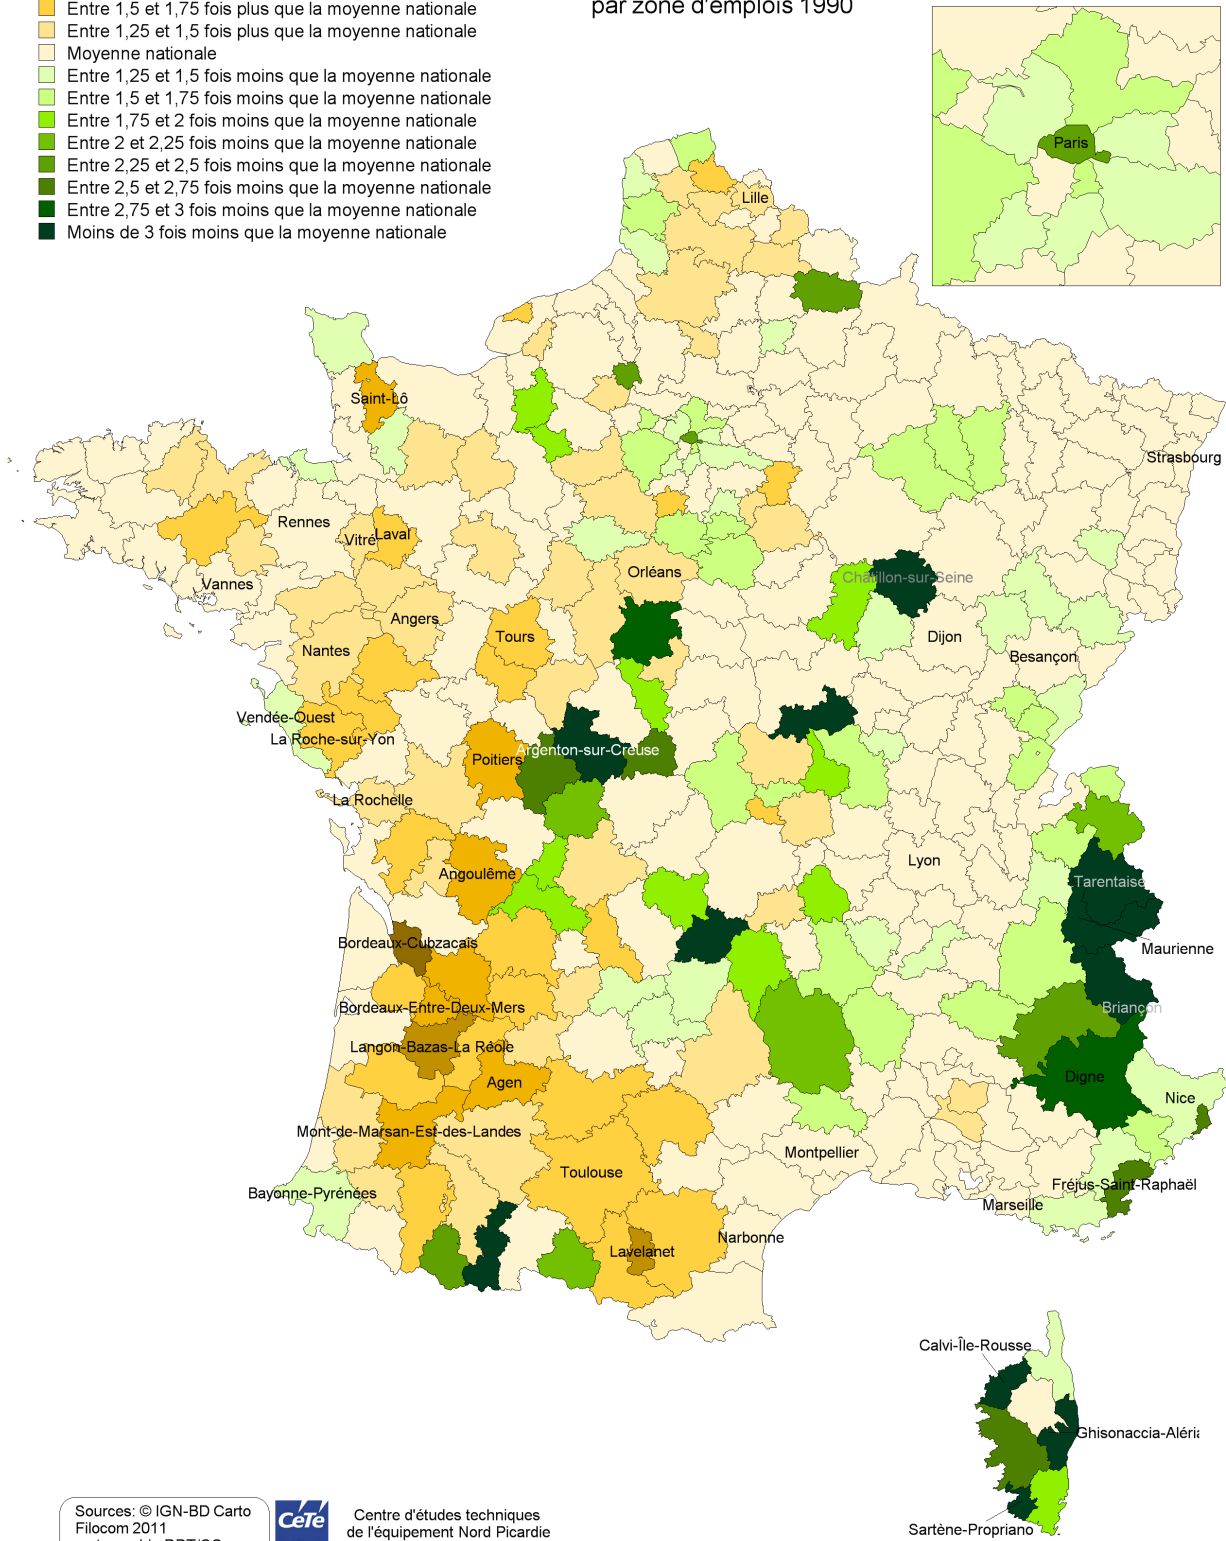 par zone d'emplois 1990
Entre 1,5 et 1,75 fois plus que la moyenne nationale
Entre 1,25 et 1,5 fois plus que la moyenne nationale
Moyenne nationale
Entre 1,25 et 1,5 fois moins que la moyenne nationale
Entre 1,5 et 1,75 fois moins que la moyenne nationale
Entre 1,75 et 2 fois moins que la moyenne nationale
Entre 2 et 2,25 fois moins que la moyenne nationale
Entre 2,25 et 2,5 fois moins que la moyenne nationale
Entre 2,5 et 2,75 fois moins que la moyenne nationale
Entre 2,75 et 3 fois moins que la moyenne nationale
Moins de 3 fois moins que la moyenne nationale
Paris
Lille
Saint-Lô
Strasbourg
Rennes
Vitré
Laval
Orléans
Châtillon-sur-Seine
Vannes
Angers
Tours
Dijon
Nantes
Besançon
Vendée-Ouest
La Roche-sur-Yon
Argenton-sur-Creuse
Poitiers
La Rochelle
Lyon
Angoulême
Tarentaise
Bordeaux-Cubzacais
Maurienne
Bordeaux-Entre-Deux-Mers
Briançon
Langon-Bazas-La Réole
Agen
Digne
Nice
Mont-de-Marsan-Est-des-Landes
Montpellier
Toulouse
Bayonne-Pyrénées
Fréjus-Saint-Raphaël
Marseille
Narbonne
Lavelanet
Calvi-Île-Rousse
Ghisonaccia-Aléria
Sartène-Propriano
Sources: © IGN-BD Carto
Filocom 2011
CeTe
Centre d'études techniques
de l'équipement Nord Picardie